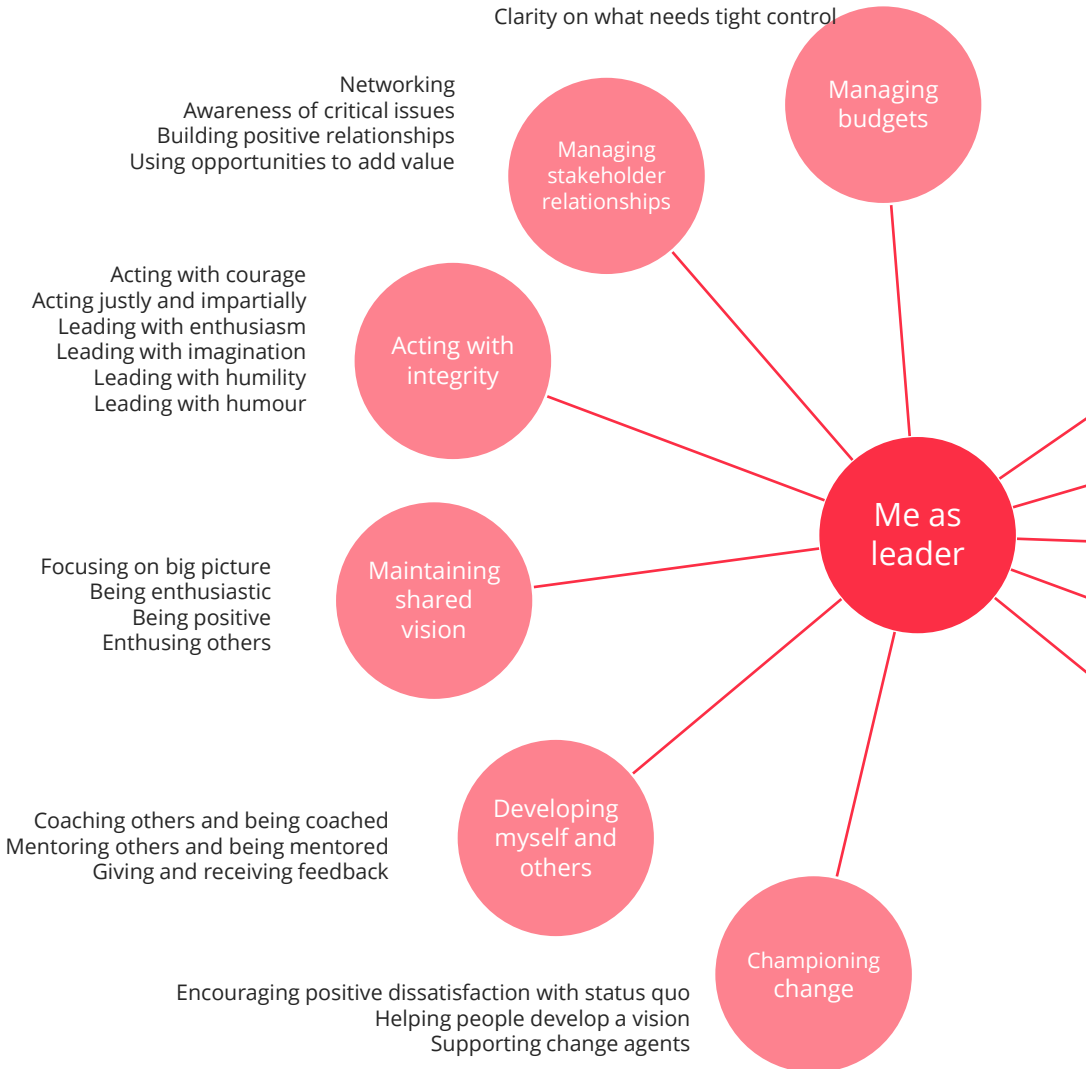 Clarity on what needs tight control
Managing
budgets
Networking
Awareness of critical issues
Building positive relationships
Using opportunities to add value
Managing
stakeholder
relationships
Acting with courage
Acting justly and impartially
Leading with enthusiasm
Leading with imagination
Leading with humility
Leading with humour
Acting with
integrity
Me as
leader
Focusing on big picture
Being enthusiastic
Being positive
Enthusing others
Maintaining
shared
vision
Coaching others and being coached
Mentoring others and being mentored
Giving and receiving feedback
Developing
myself and
others
Encouraging positive dissatisfaction with status quo
Helping people develop a vision
Supporting change agents
Championing
change